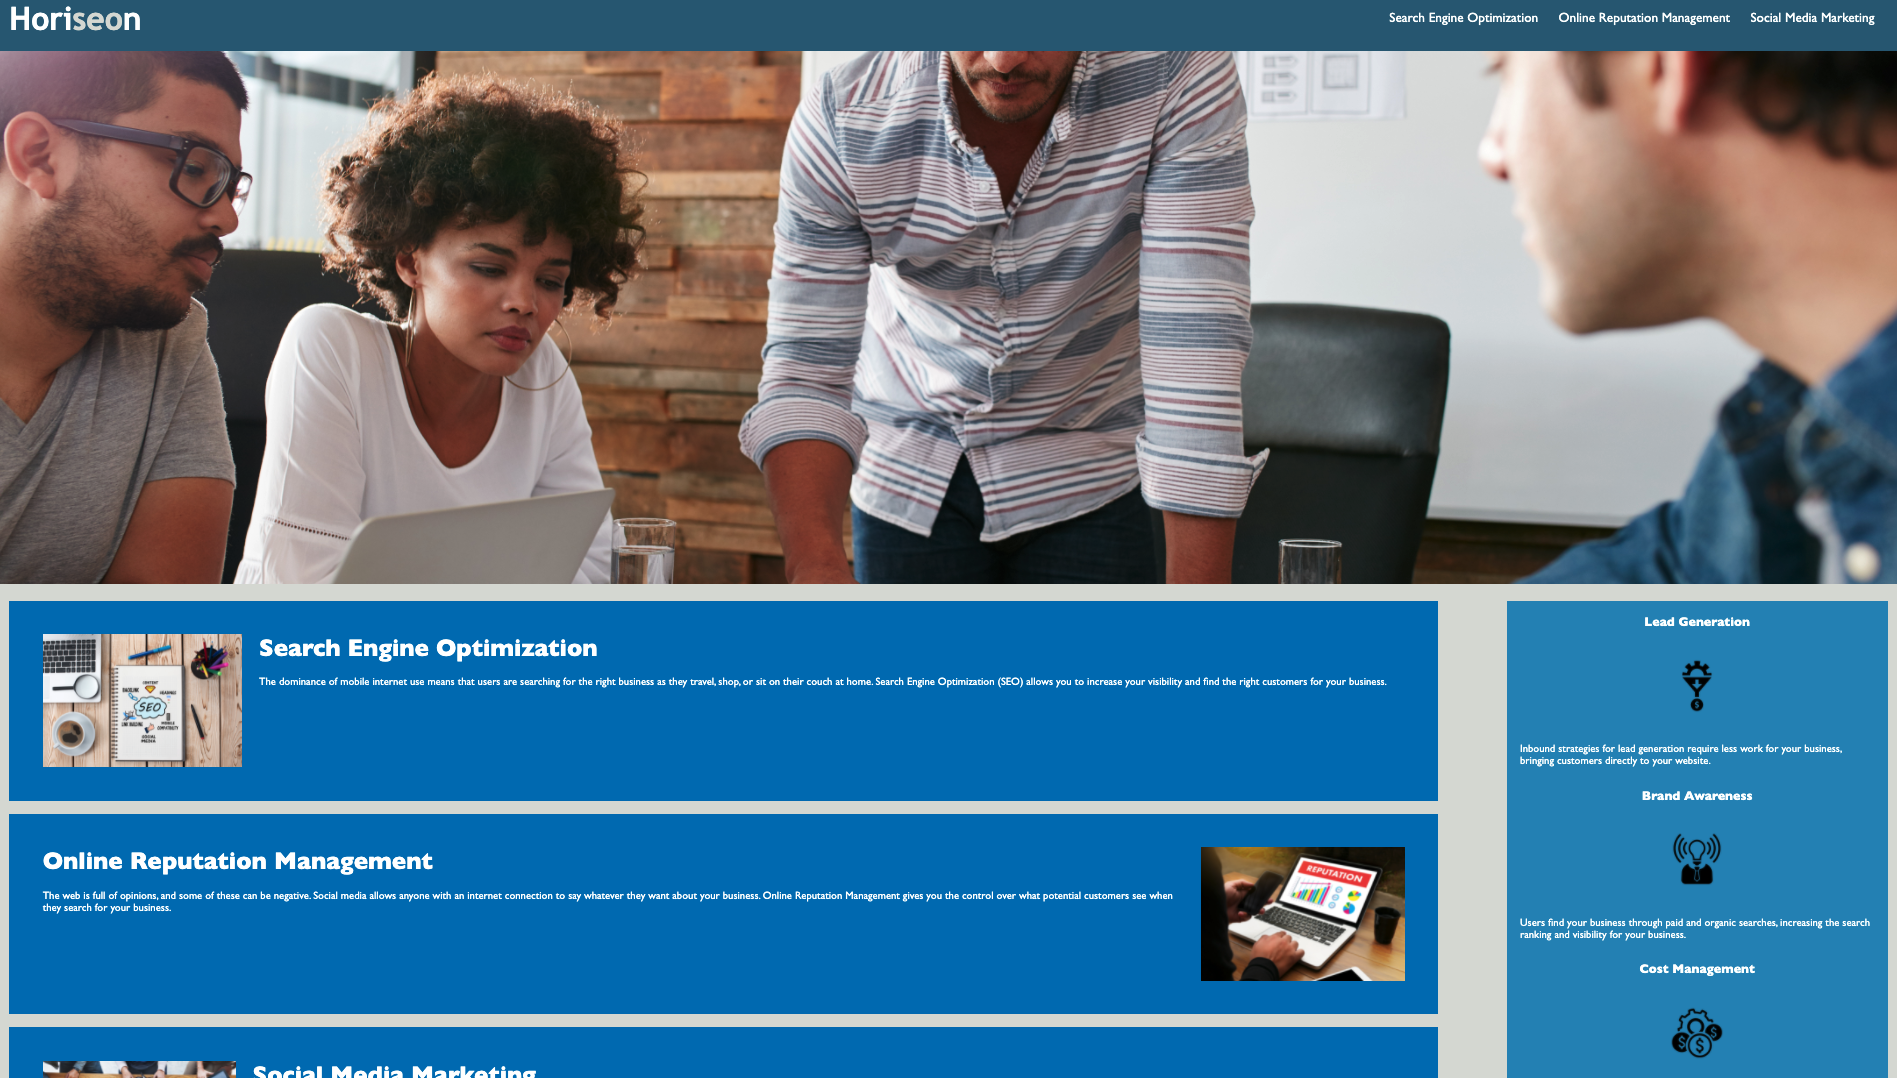 Horiseon
Search Engine Optimization
Online Reputation Management
Social Media Marketing
SEO
Search Engine Optimization
The dominance of mobile internet use means that users are searching for the right business as they travel, shop, or sit on their couch at home. Search Engine Optimization (SEO) allows you to increase your visibility and find the right customers for your business.
Online Reputation Management
The web is full of opinions, and some of these can be negative. Social media allows anyone with an internet connection to say whatever they want about your business. Online Reputation Management gives you the control over what potential customers see when
they search for your business.
REPUTATION
Social Media Marketing
Lead Generation
Inbound strategies for lead generation require less work for your business,
bringing customers directly to your website.
Brand Awareness
Users find your business through paid and organic searches, increasing the search
ranking and visibility for your business.
Cost Management